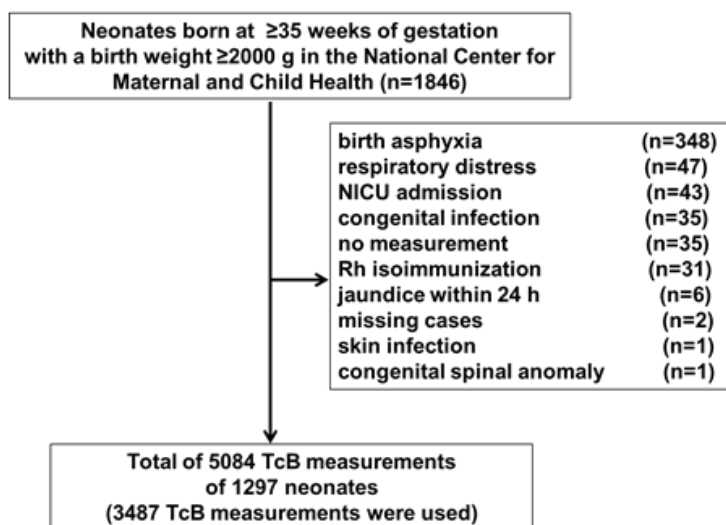 Neonates born at ≥35 weeks of gestation
with a birth weight ≥2000 g in the National Center for
Maternal and Child Health (n=1846)
birth asphyxia (n=348)
respiratory distress (n=47)
NICU admission (n=43)
congenital infection (n=35)
no measurement (n=35)
Rh isoimmunization (n=31)
jaundice within 24 h (n=6)
missing cases (n=2)
skin infection (n=1)
congenital spinal anomaly (n=1)
Total of 5084 TcB measurements
of 1297 neonates
(3487 TcB measurements were used)